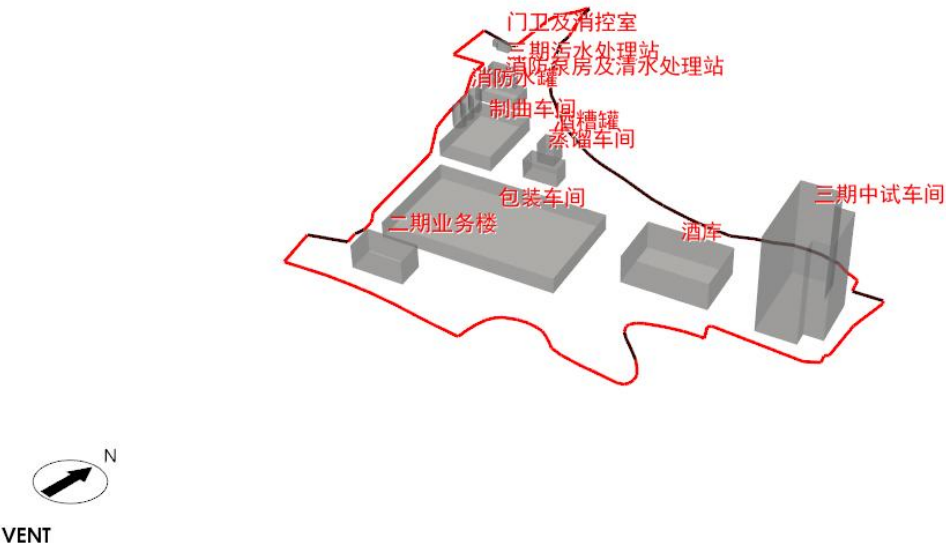 门卫及消控室
三期污水处理站
消防泵房及清水处理站
消防水罐
制曲车间
酒糟罐
蒸馏车间
包装车间
三期中试车间
二期业务楼
酒库
N
VENT